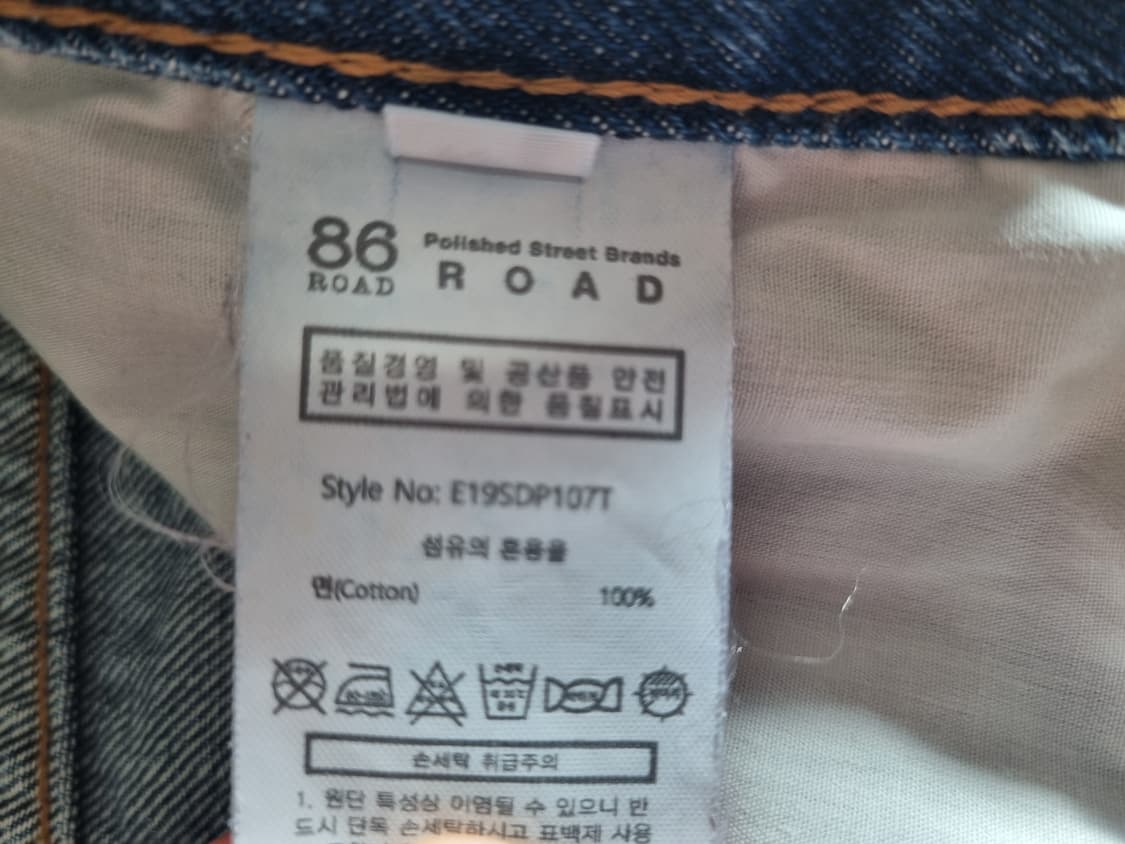 86
ROAD
Polished Street Brands
R O A D
품질경영 및 공산품 안전
관리법에 의한 품질표시
Style No: E19SDP107T
섬유의 혼용율
면(Cotton) 100%
손세탁 취급주의
1. 원단 특성상 이염될 수 있으니 반
드시 단독 손세탁하시고 표백제 사용